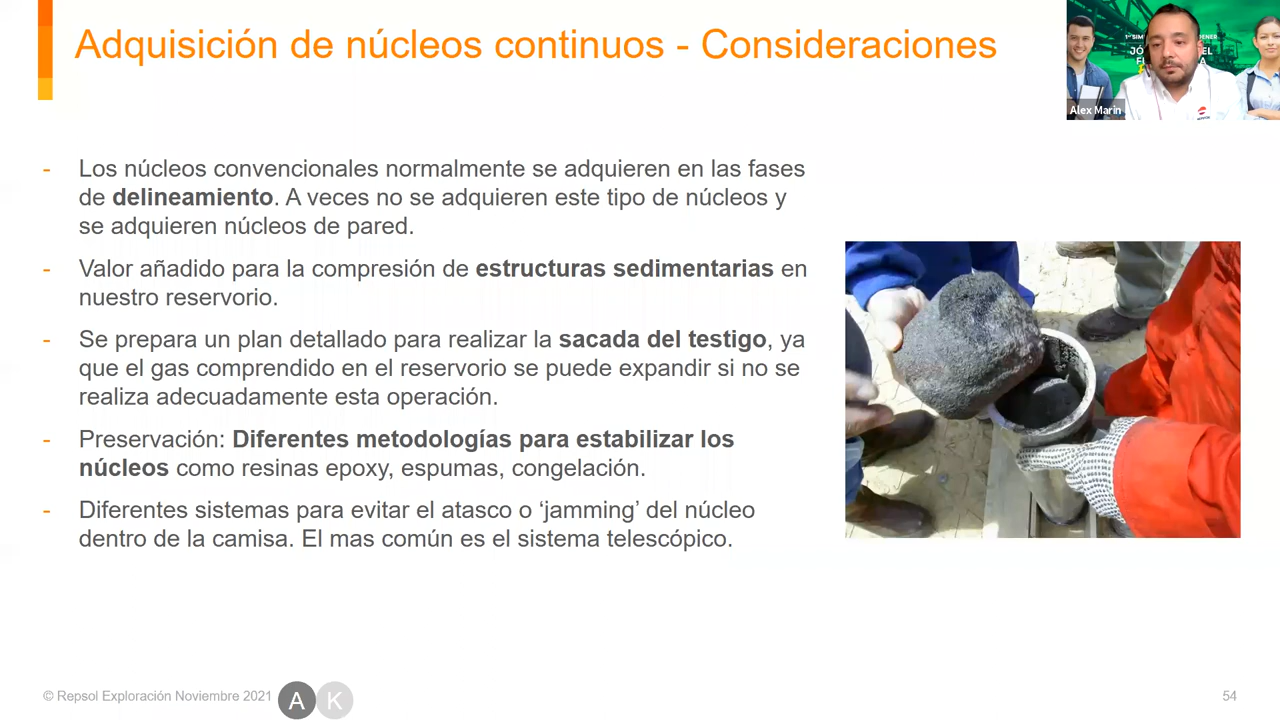 Adquisición de núcleos continuos - Consideraciones
Alex Marin
- Los núcleos convencionales normalmente se adquieren en las fases
de delineamiento. A veces no se adquieren este tipo de núcleos y
se adquieren núcleos de pared.
- Valor añadido para la compresión de estructuras sedimentarias en
nuestro reservorio.
- Se prepara un plan detallado para realizar la sacada del testigo, ya
que el gas comprendido en el reservorio se puede expandir si no se
realiza adecuadamente esta operación.
- Preservación: Diferentes metodologías para estabilizar los
núcleos como resinas epoxy, espumas, congelación.
- Diferentes sistemas para evitar el atasco o ‘jamming’ del núcleo
dentro de la camisa. El mas común es el sistema telescópico.
© Repsol Exploración Noviembre 2021
A K
54